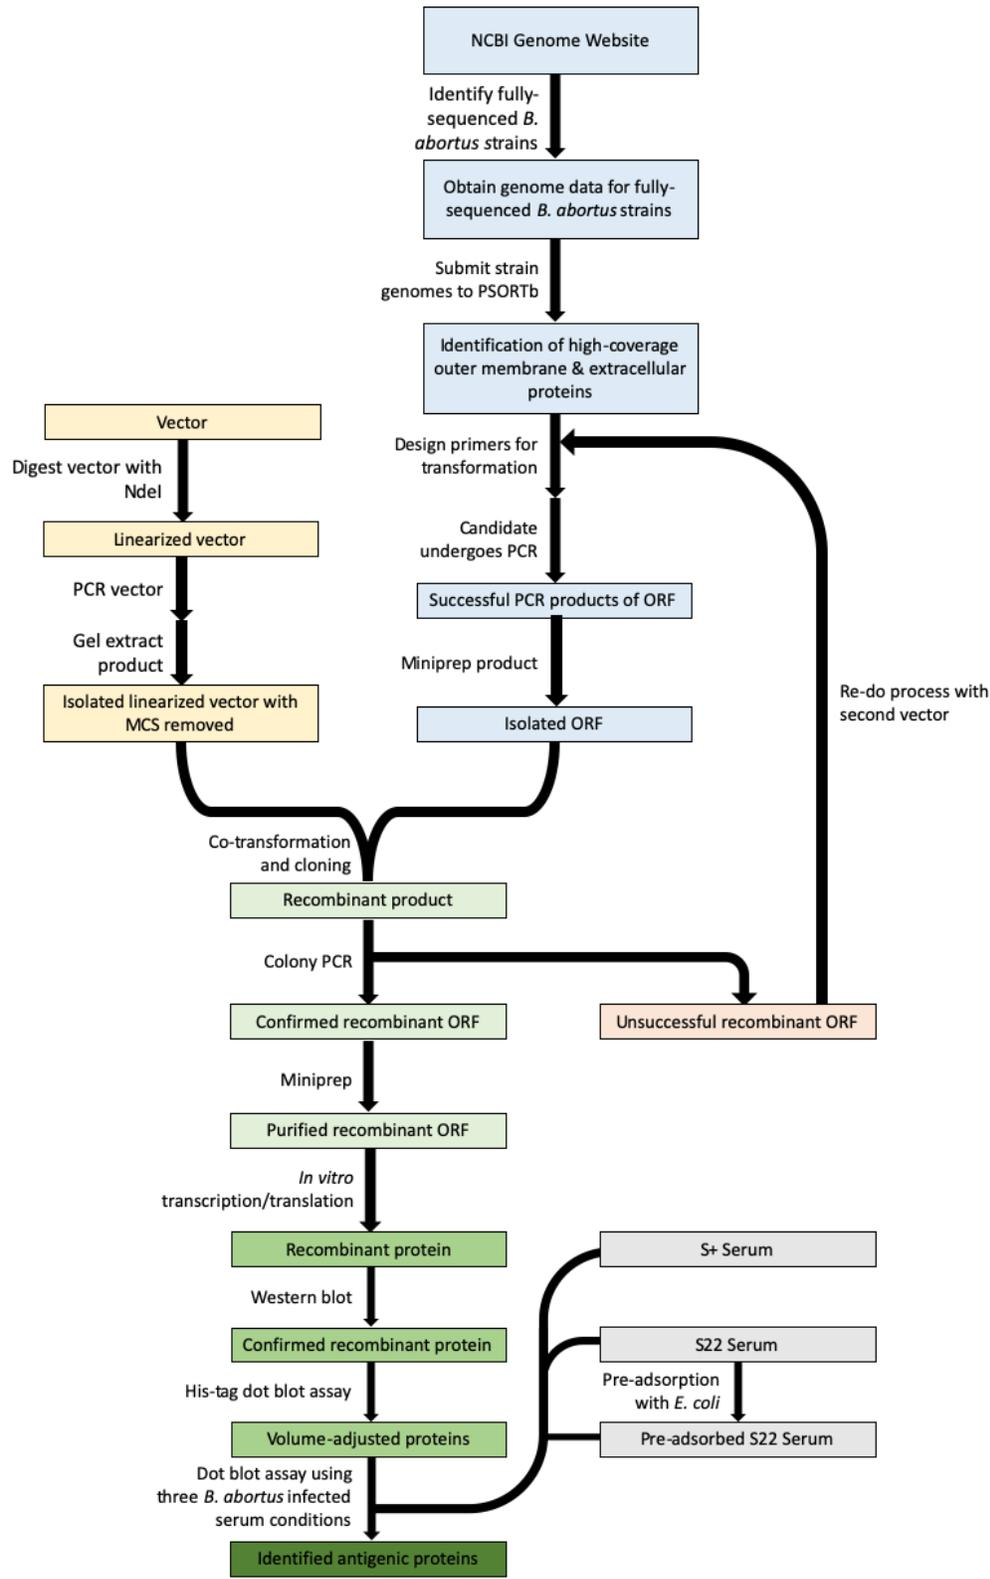 NCBI Genome Website
Identify fully-
sequenced B.
abortus strains
Obtain genome data for fully-
sequenced B. abortus strains
Submit strain
genomes to PSORTb
Identification of high-coverage
outer membrane & extracellular
proteins
Vector
Digest vector with
NdeI
Linearized vector
PCR vector
Gel extract
product
Isolated linearized vector with
MCS removed
Design primers for
transformation
Candidate
undergoes PCR
Successful PCR products of ORF
Miniprep product
Isolated ORF
Re-do process with
second vector
Co-transformation
and cloning
Recombinant product
Colony PCR
Confirmed recombinant ORF
Unsuccessful recombinant ORF
Miniprep
Purified recombinant ORF
In vitro
transcription/translation
Recombinant protein
S+ Serum
Western blot
Confirmed recombinant protein
S22 Serum
His-tag dot blot assay
Pre-adsorption
with E. coli
Volume-adjusted proteins
Pre-adsorbed S22 Serum
Dot blot assay using
three B. abortus infected
serum conditions
Identified antigenic proteins